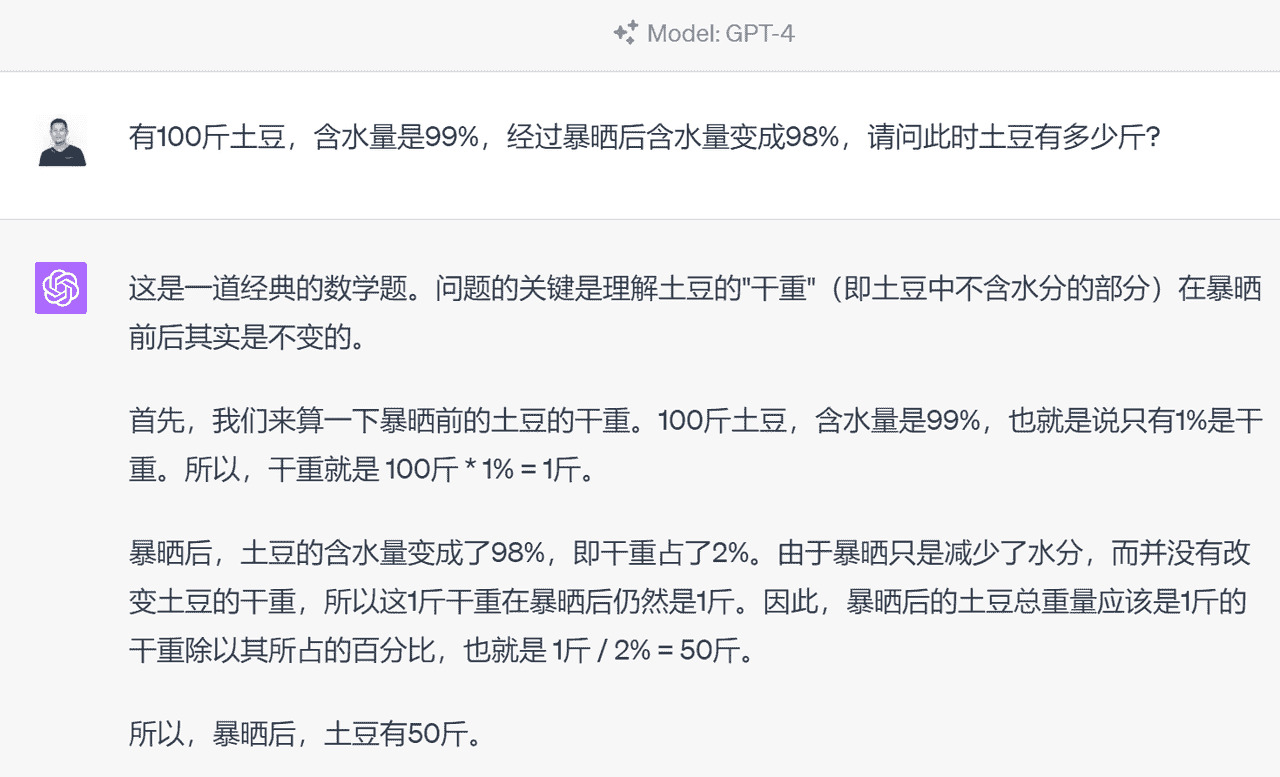 Model: GPT-4
有100斤土豆，含水量是99%，经过暴晒后含水量变成98%，请问此时土豆有多少斤?
这是一道经典的数学题。问题的关键是理解土豆的"干重"（即土豆中不含水分的部分）在暴晒
前后其实是不变的。
首先，我们来算一下暴晒前的土豆的干重。100斤土豆，含水量是99%，也就是说只有1%是干
重。所以，干重就是 100斤 * 1% = 1斤。
暴晒后，土豆的含水量变成了98%，即干重占了2%。由于暴晒只是减少了水分，而并没有改
变土豆的干重，所以这1斤干重在暴晒后仍然是1斤。因此，暴晒后的土豆总重量应该是1斤的
干重除以其所占的百分比，也就是 1斤 / 2% = 50斤。
所以，暴晒后，土豆有50斤。